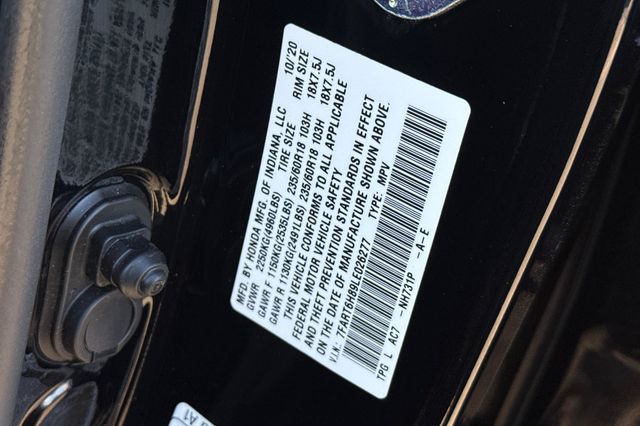 MFD. BY HONDA MFG. OF INDIANA, LLC 10/'20
GVWR 2250KG(4960LBS) TIRE SIZE RIM SIZE
GAWR F 1150KG(2535LBS) 235/60R18 103H 18X7.5J
GAWR R 1130KG(2491LBS) 235/60R18 103H 18X7.5J
THIS VEHICLE CONFORMS TO ALL APPLICABLE
FEDERAL MOTOR VEHICLE SAFETY
AND THEFT PREVENTION STANDARDS IN EFFECT
ON THE DATE OF MANUFACTURE SHOWN ABOVE.
V.I.N.: 7FART6H89LE026277 TYPE: MPV
TPG L AC7 -NH731P -A-E
A1